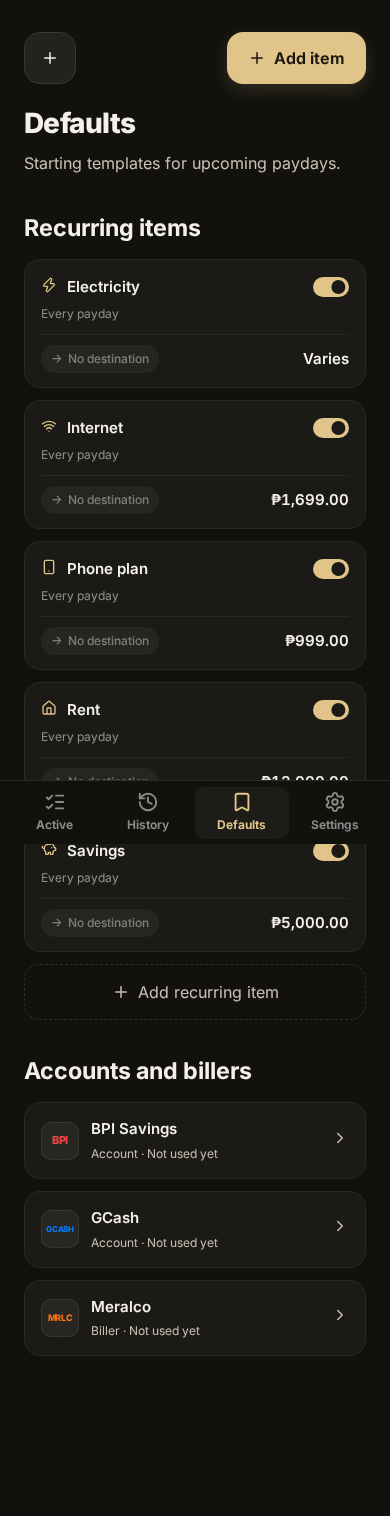 Add item
Defaults
Starting templates for upcoming paydays.
Recurring items
Electricity
Every payday
→ No destination
Varies
Internet
Every payday
→ No destination
₱1,699.00
Phone plan
Every payday
→ No destination
₱999.00
Rent
Every payday
Active
History
Defaults
Settings
Savings
Every payday
→ No destination
₱5,000.00
+ Add recurring item
Accounts and billers
BPI
BPI Savings
Account · Not used yet
GCASH
GCash
Account · Not used yet
MRLC
Meralco
Biller · Not used yet